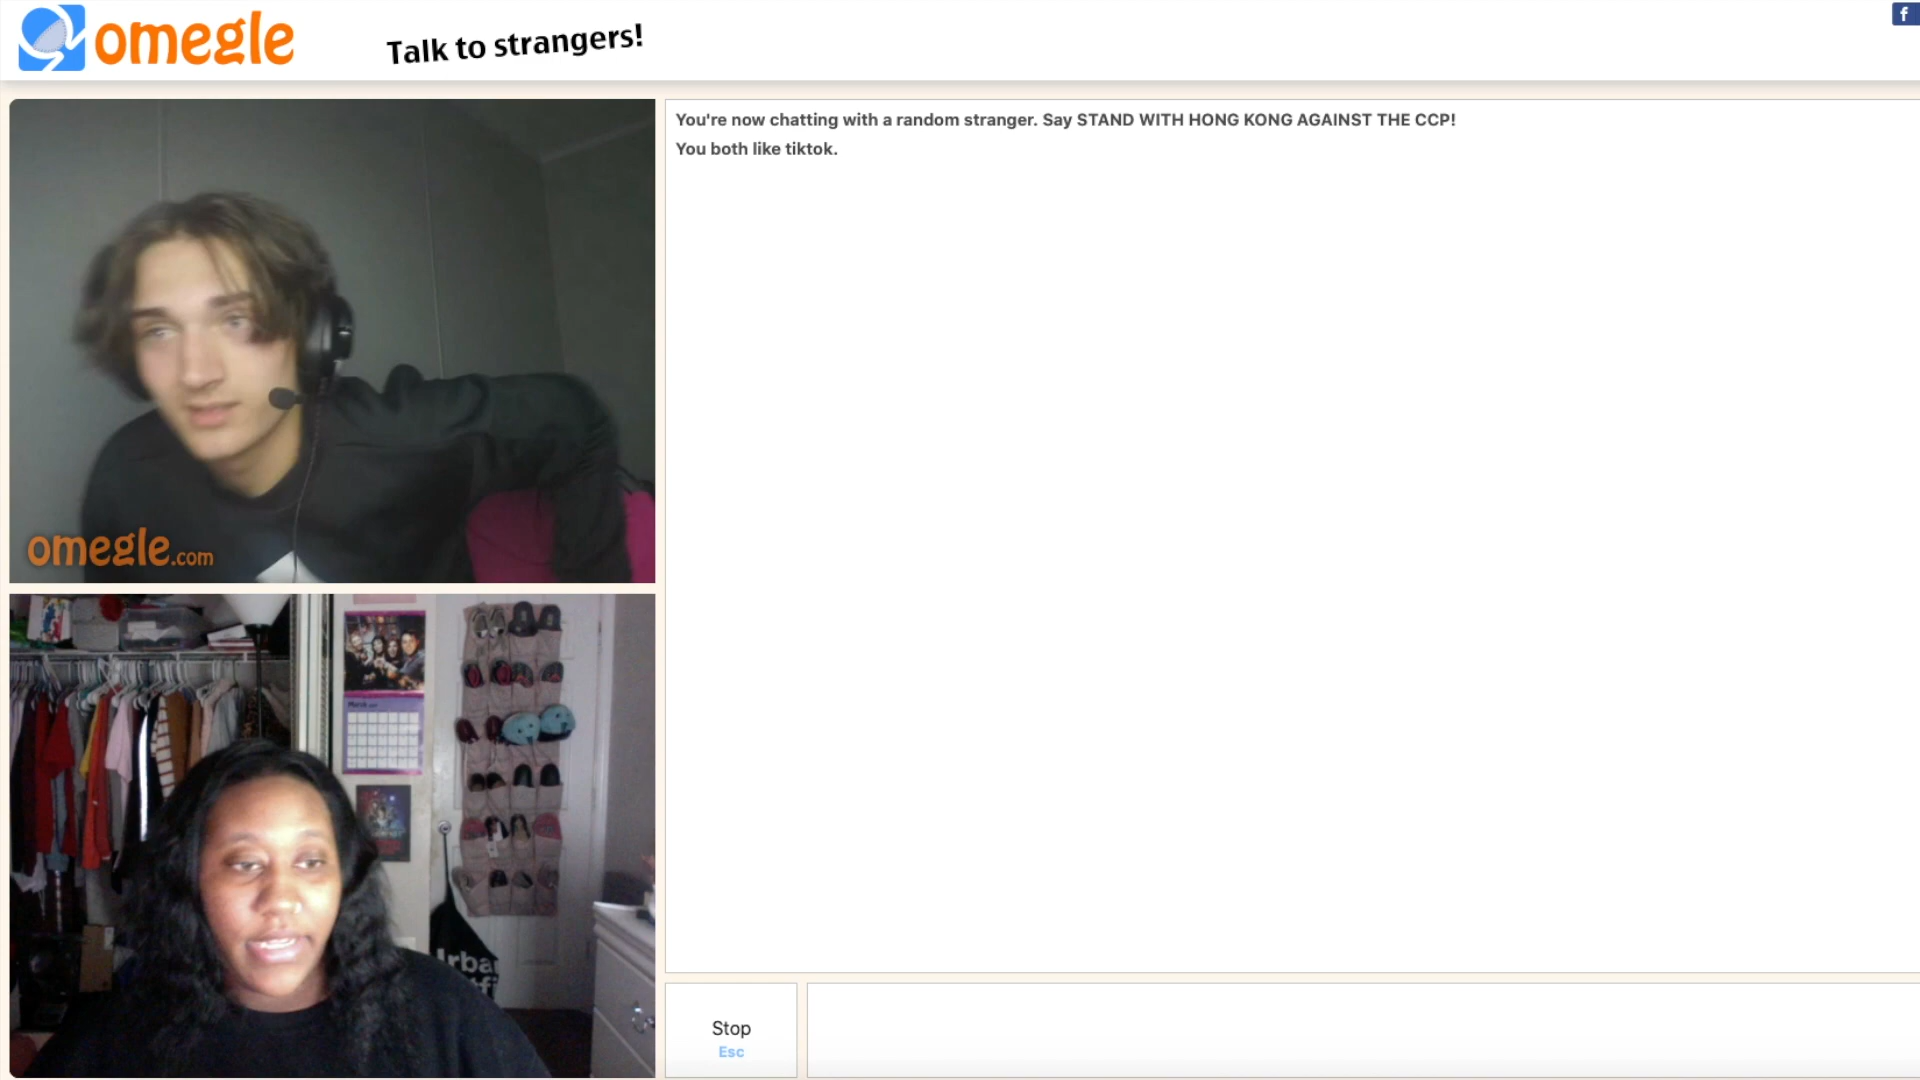 omegle
Talk to strangers!
f
You're now chatting with a random stranger. Say STAND WITH HONG KONG AGAINST THE CCP!
You both like tiktok.
omegle.com
March
Stop
Esc